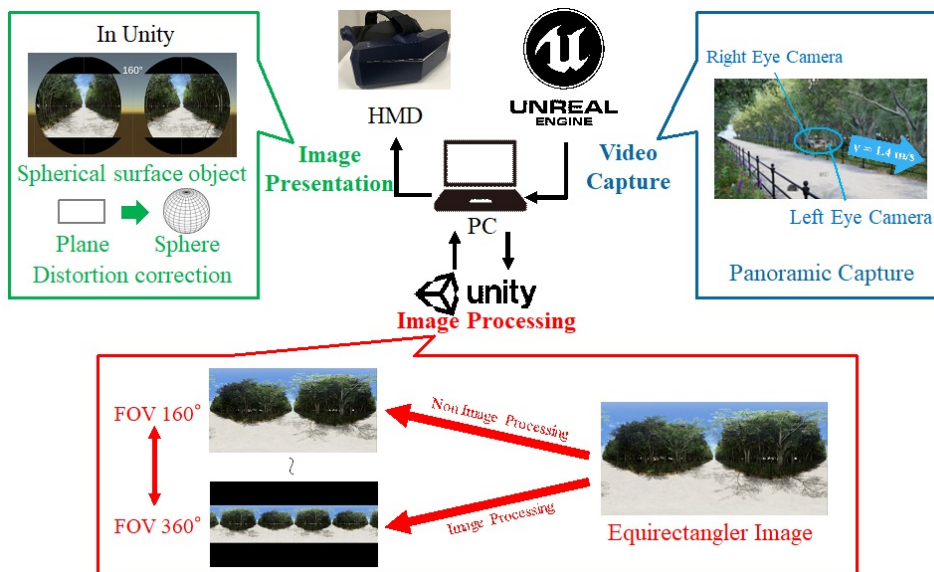 In Unity
160°
Spherical surface object
Plane
Sphere
Distortion correction
Image
Presentation
HMD
UNREAL
ENGINE
PC
unity
Image Processing
Video
Capture
Right Eye Camera
v = 1.4 m/s
Left Eye Camera
Panoramic Capture
FOV 160°
~
FOV 360°
Non Image Processing
Image Processing
Equirectangler Image